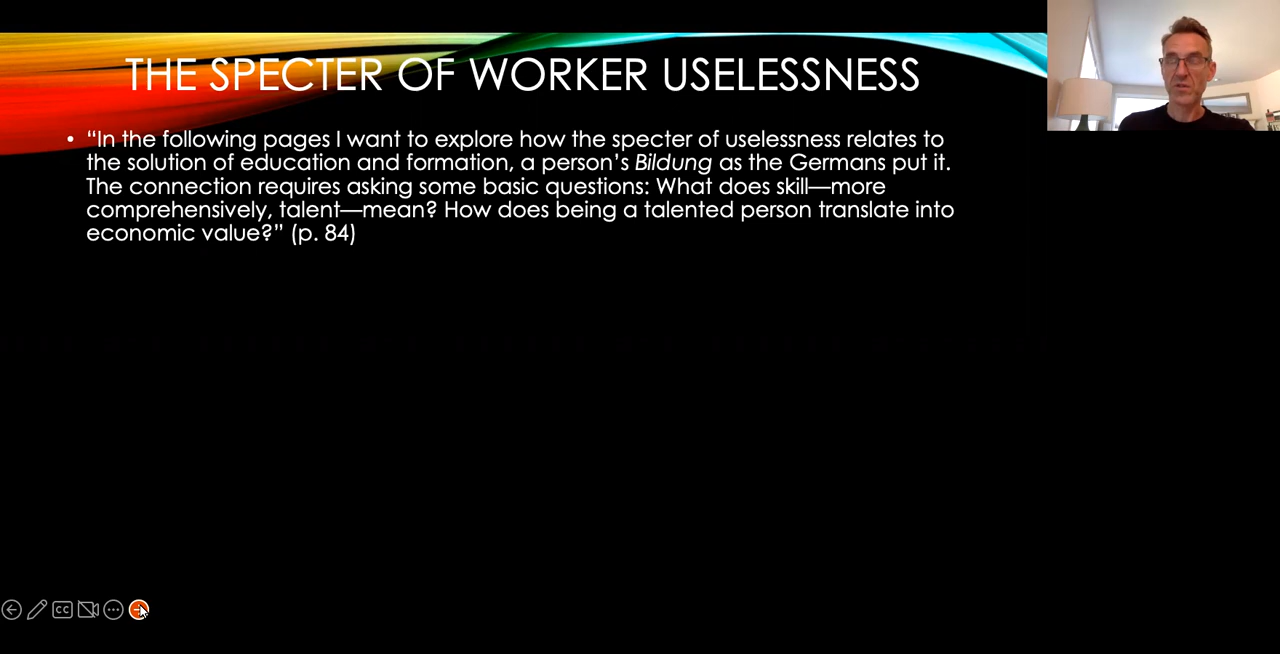 THE SPECTER OF WORKER USELESSNESS
• “In the following pages I want to explore how the specter of uselessness relates to
the solution of education and formation, a person’s Bildung as the Germans put it.
The connection requires asking some basic questions: What does skill—more
comprehensively, talent—mean? How does being a talented person translate into
economic value?” (p. 84)
CC